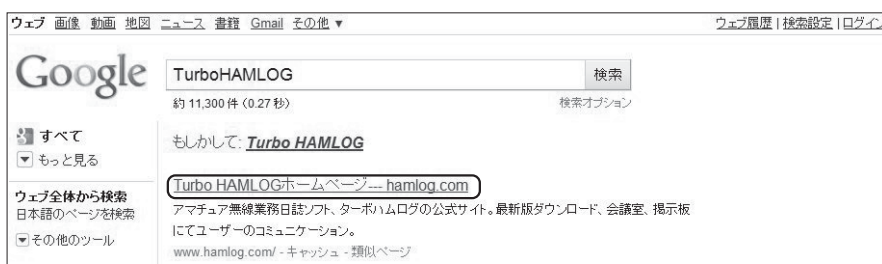 ウェブ 画像 動画 地図 ニュース 書籍 Gmail その他 ▼
ウェブ履歴 | 検索設定 | ログイン
Google
TurboHAMLOG
検索
約 11,300 件 (0.27 秒)
検索オプション
すべて
もっと見る
もしかして: Turbo HAMLOG
ウェブ全体から検索
日本語のページを検索
その他のツール
Turbo HAMLOGホームページ--- hamlog.com
アマチュア無線業務日誌ソフト、ターボハムログの公式サイト。最新版ダウンロード、会議室、掲示板
にてユーザーのコミュニケーション。
www.hamlog.com/ - キャッシュ - 類似ページ